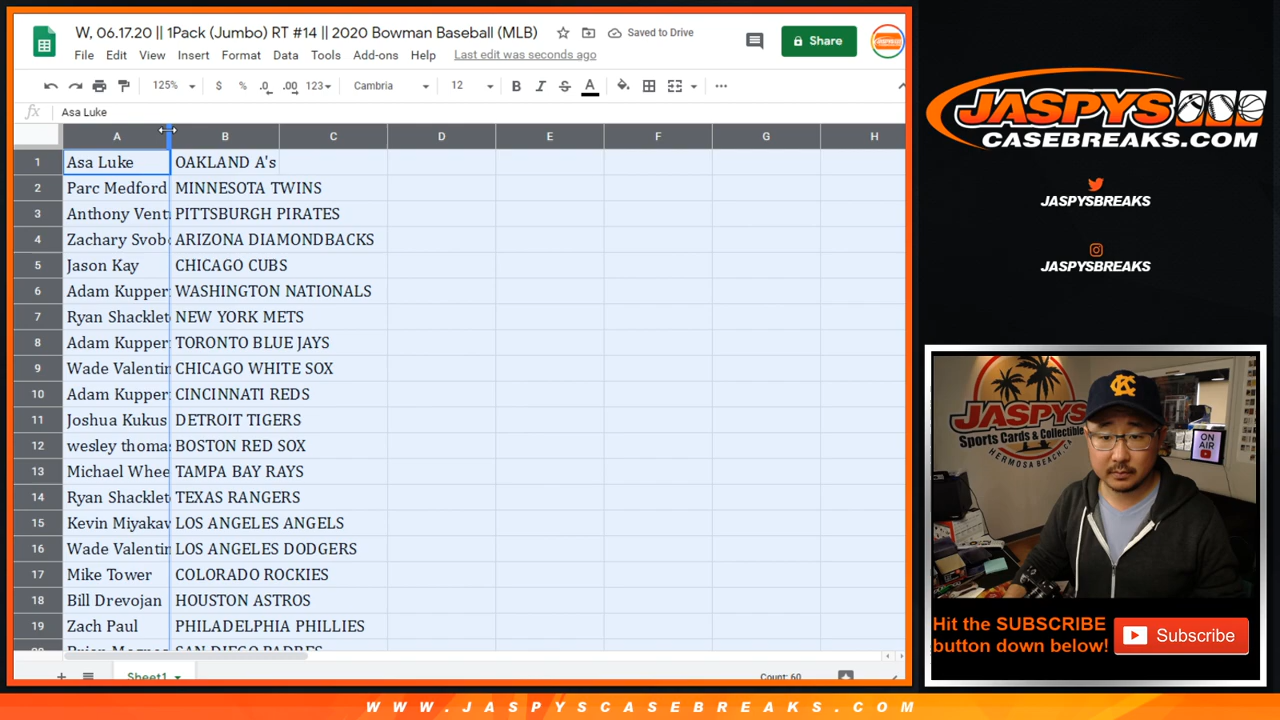 W, 06.17.20 || 1Pack (Jumbo) RT #14 || 2020 Bowman Baseball (MLB)
Saved to Drive
Share
File Edit View Insert Format Data Tools Add-ons Help Last edit was seconds ago
125% $ % .0 .00 123 Cambria 12 B I S A
fx Asa Luke
A B C D E F G H
1 Asa Luke OAKLAND A's
2 Parc Medford MINNESOTA TWINS
3 Anthony Vent PITTSBURGH PIRATES
4 Zachary Svob ARIZONA DIAMONDBACKS
5 Jason Kay CHICAGO CUBS
6 Adam Kupper WASHINGTON NATIONALS
7 Ryan Shacklet NEW YORK METS
8 Adam Kupper TORONTO BLUE JAYS
9 Wade Valentin CHICAGO WHITE SOX
10 Adam Kupper CINCINNATI REDS
11 Joshua Kukus DETROIT TIGERS
12 wesley thoma BOSTON RED SOX
13 Michael Whee TAMPA BAY RAYS
14 Ryan Shacklet TEXAS RANGERS
15 Kevin Miyakaw LOS ANGELES ANGELS
16 Wade Valentin LOS ANGELES DODGERS
17 Mike Tower COLORADO ROCKIES
18 Bill Drevojan HOUSTON ASTROS
19 Zach Paul PHILADELPHIA PHILLIES
SAN DIEGO PADRES
Sheet1
Count: 60
JASPYS
CASEBREAKS.COM
JASPYSBREAKS
JASPYSBREAKS
JASPYS
Sports Cards & Collectible
HERMOSA BEACH, CA
KC
ON
AIR
Hit the SUBSCRIBE
button down below!
Subscribe
WWW.JASPYSCASEBREAKS.COM